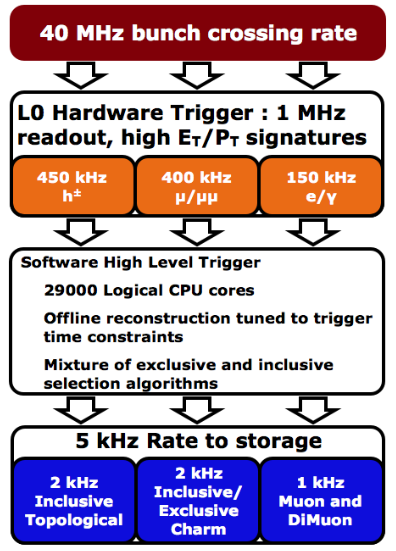 40 MHz bunch crossing rate
L0 Hardware Trigger : 1 MHz
readout, high ET/PT signatures
450 kHz
h±
400 kHz
μ/μμ
150 kHz
e/γ
Software High Level Trigger
29000 Logical CPU cores
Offline reconstruction tuned to trigger
time constraints
Mixture of exclusive and inclusive
selection algorithms
5 kHz Rate to storage
2 kHz
Inclusive
Topological
2 kHz
Inclusive/
Exclusive
Charm
1 kHz
Muon and
DiMuon